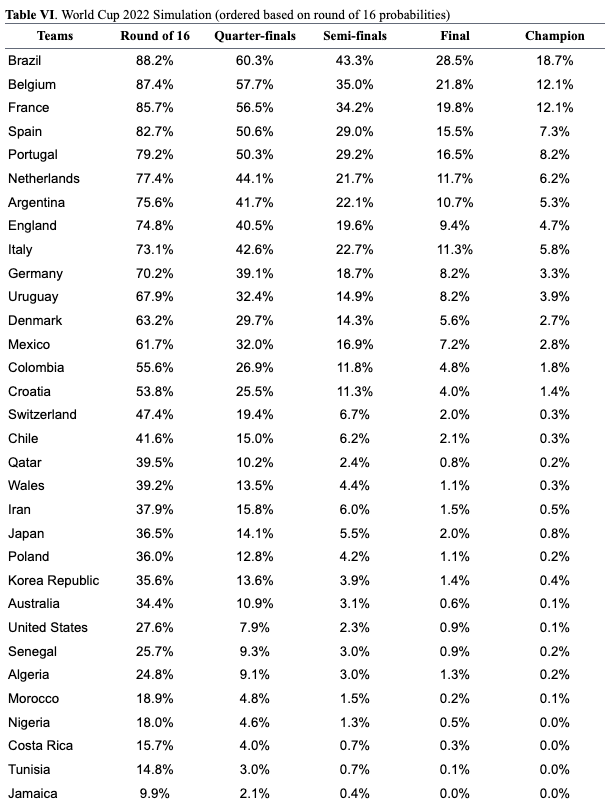 Table VI. World Cup 2022 Simulation (ordered based on round of 16 probabilities)
Teams Round of 16 Quarter-finals Semi-finals Final Champion
Brazil 88.2% 60.3% 43.3% 28.5% 18.7%
Belgium 87.4% 57.7% 35.0% 21.8% 12.1%
France 85.7% 56.5% 34.2% 19.8% 12.1%
Spain 82.7% 50.6% 29.0% 15.5% 7.3%
Portugal 79.2% 50.3% 29.2% 16.5% 8.2%
Netherlands 77.4% 44.1% 21.7% 11.7% 6.2%
Argentina 75.6% 41.7% 22.1% 10.7% 5.3%
England 74.8% 40.5% 19.6% 9.4% 4.7%
Italy 73.1% 42.6% 22.7% 11.3% 5.8%
Germany 70.2% 39.1% 18.7% 8.2% 3.3%
Uruguay 67.9% 32.4% 14.9% 8.2% 3.9%
Denmark 63.2% 29.7% 14.3% 5.6% 2.7%
Mexico 61.7% 32.0% 16.9% 7.2% 2.8%
Colombia 55.6% 26.9% 11.8% 4.8% 1.8%
Croatia 53.8% 25.5% 11.3% 4.0% 1.4%
Switzerland 47.4% 19.4% 6.7% 2.0% 0.3%
Chile 41.6% 15.0% 6.2% 2.1% 0.3%
Qatar 39.5% 10.2% 2.4% 0.8% 0.2%
Wales 39.2% 13.5% 4.4% 1.1% 0.3%
Iran 37.9% 15.8% 6.0% 1.5% 0.5%
Japan 36.5% 14.1% 5.5% 2.0% 0.8%
Poland 36.0% 12.8% 4.2% 1.1% 0.2%
Korea Republic 35.6% 13.6% 3.9% 1.4% 0.4%
Australia 34.4% 10.9% 3.1% 0.6% 0.1%
United States 27.6% 7.9% 2.3% 0.9% 0.1%
Senegal 25.7% 9.3% 3.0% 0.9% 0.2%
Algeria 24.8% 9.1% 3.0% 1.3% 0.2%
Morocco 18.9% 4.8% 1.5% 0.2% 0.1%
Nigeria 18.0% 4.6% 1.3% 0.5% 0.0%
Costa Rica 15.7% 4.0% 0.7% 0.3% 0.0%
Tunisia 14.8% 3.0% 0.7% 0.1% 0.0%
Jamaica 9.9% 2.1% 0.4% 0.0% 0.0%